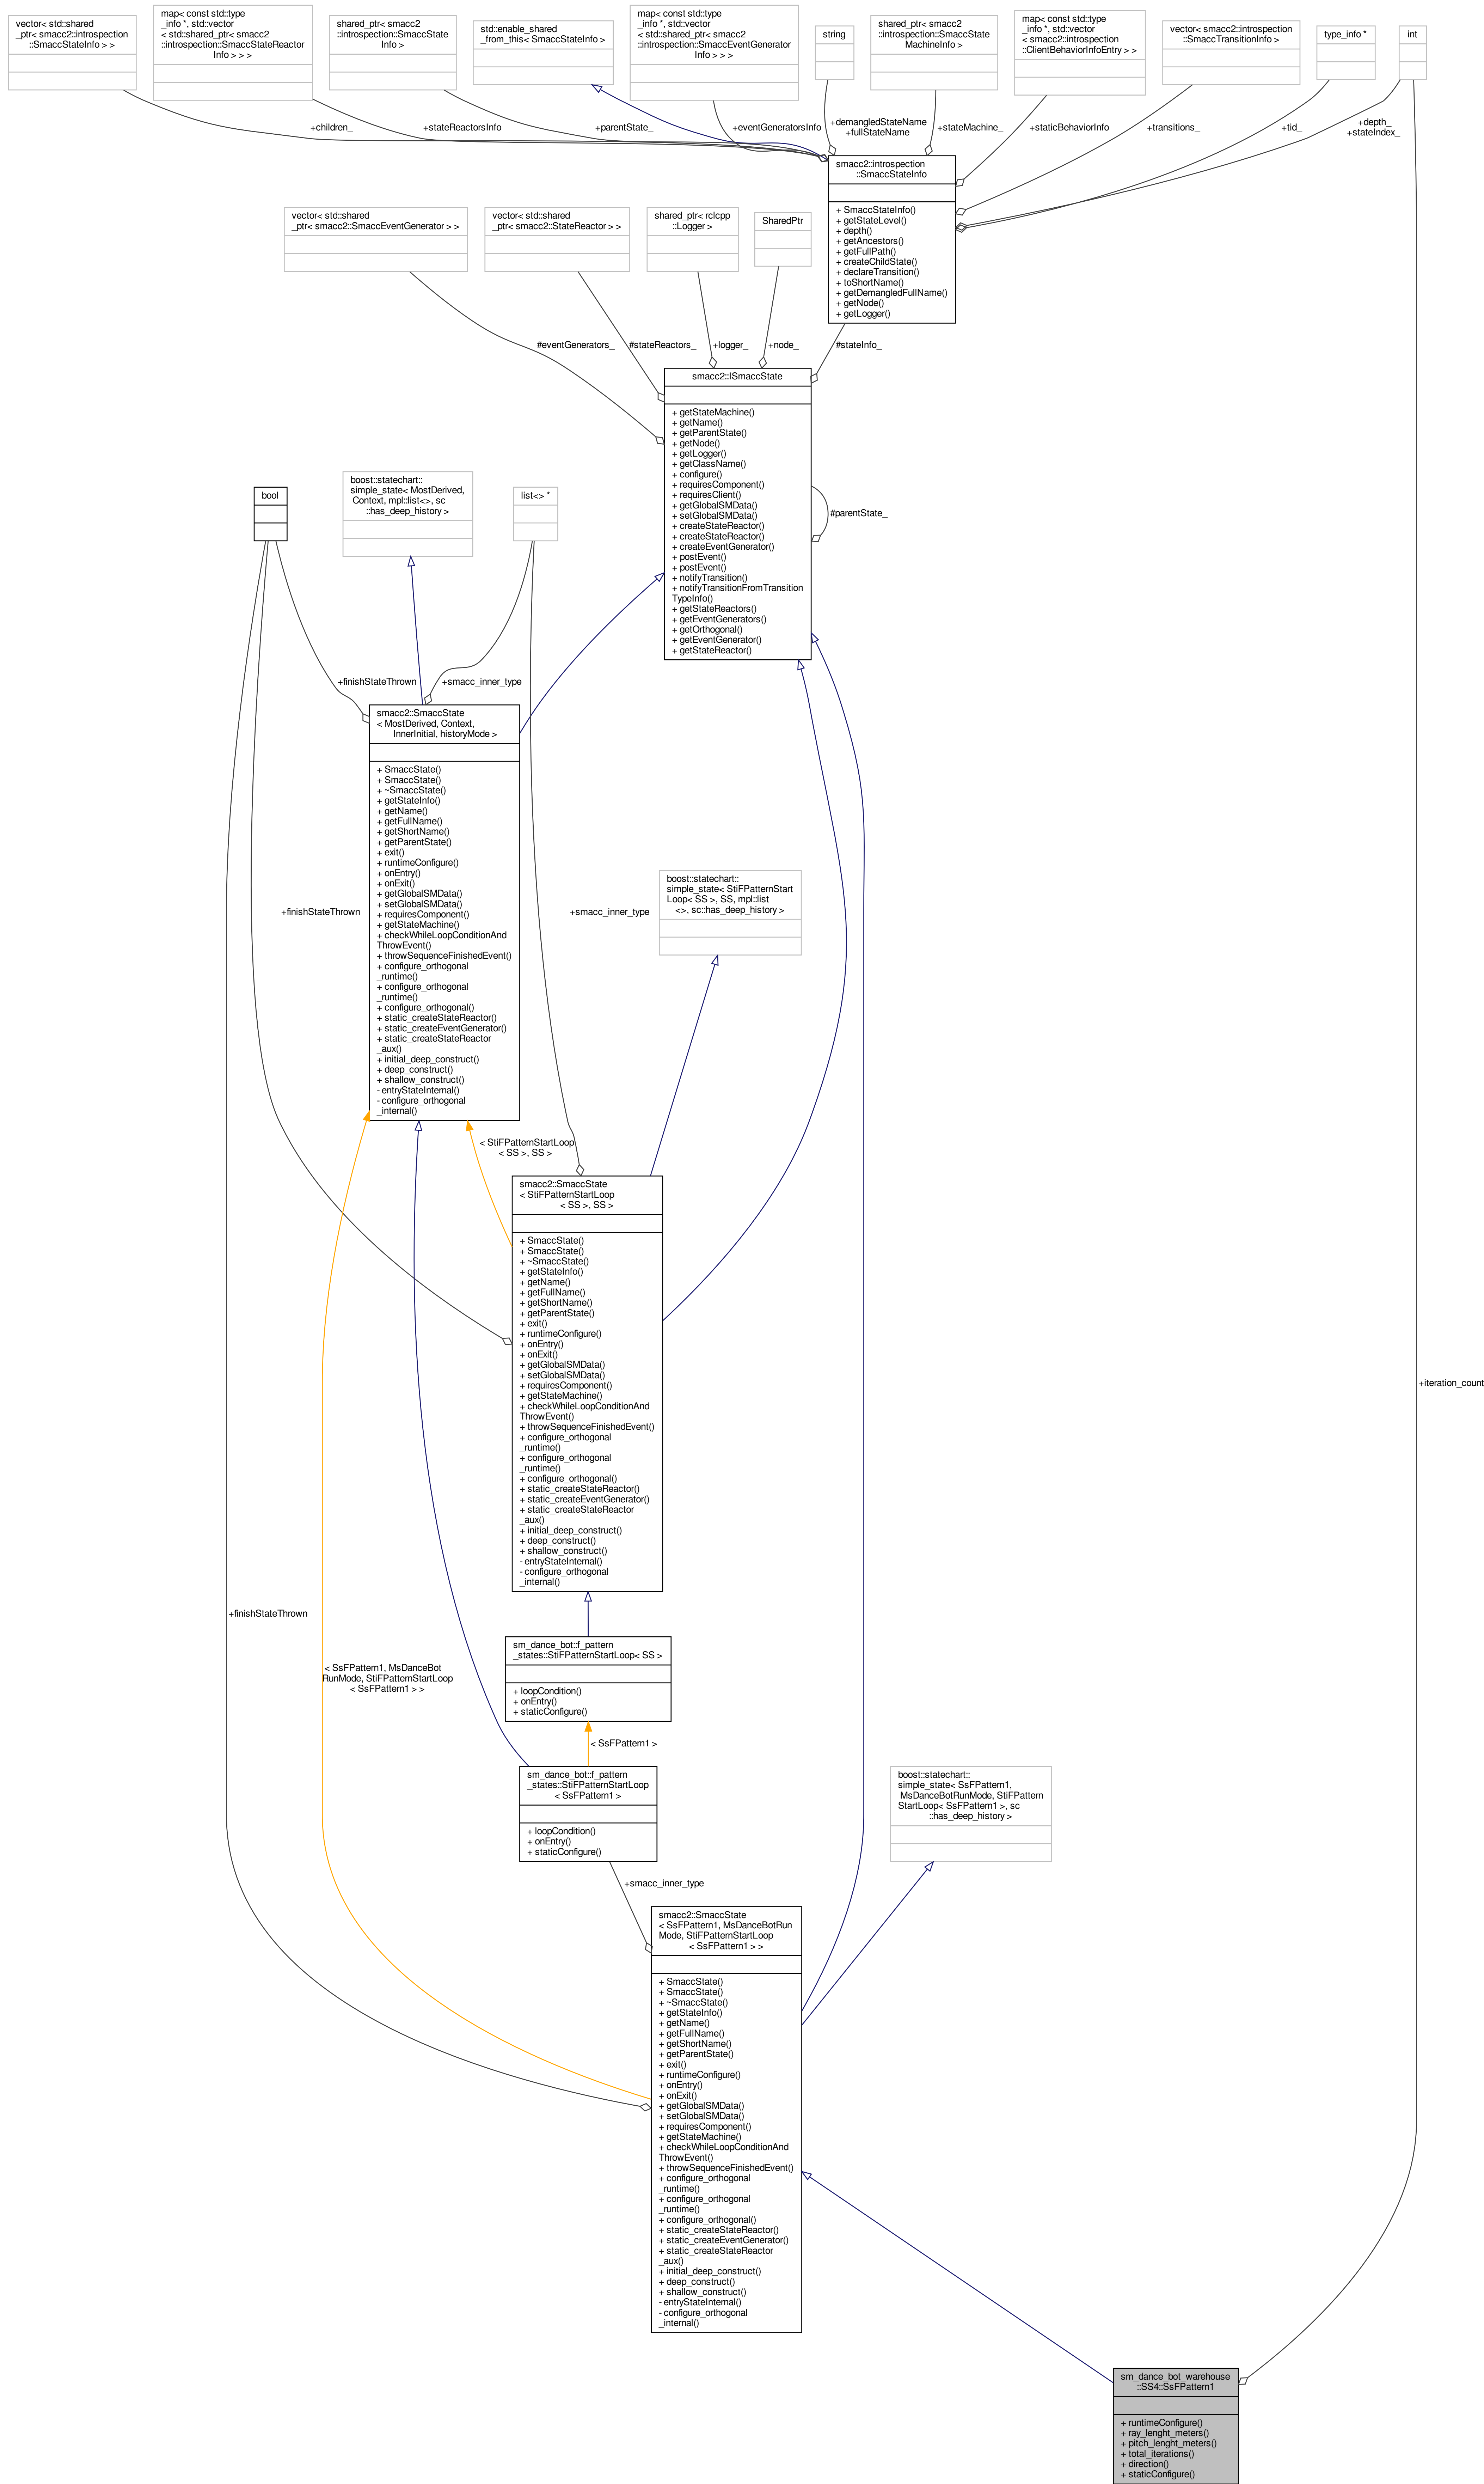 vector< std::shared
_ptr< smacc2::introspection
::SmaccStateInfo > >
map< const std::type
_info *, std::vector
< std::shared_ptr< smacc2
::introspection::SmaccStateReactor
Info > > >
shared_ptr< smacc2
::introspection::SmaccState
Info >
std::enable_shared
_from_this< SmaccStateInfo >
map< const std::type
_info *, std::vector
< std::shared_ptr< smacc2
::introspection::SmaccEventGenerator
Info > > >
string
shared_ptr< smacc2
::introspection::SmaccState
MachineInfo >
map< const std::type
_info *, std::vector
< smacc2::introspection
::ClientBehaviorInfoEntry > >
vector< smacc2::introspection
::SmaccTransitionInfo >
type_info *
int
+children_
+stateReactorsInfo
+parentState_
+eventGeneratorsInfo
+demangledStateName
+fullStateName
+stateMachine_
+staticBehaviorInfo
+transitions_
+tid_
+depth_
+stateIndex_
smacc2::introspection
::SmaccStateInfo
+ SmaccStateInfo()
+ getStateLevel()
+ depth()
+ getAncestors()
+ getFullPath()
+ createChildState()
+ declareTransition()
+ toShortName()
+ getDemangledFullName()
+ getNode()
+ getLogger()
vector< std::shared
_ptr< smacc2::SmaccEventGenerator > >
vector< std::shared
_ptr< smacc2::StateReactor > >
shared_ptr< rclcpp
::Logger >
SharedPtr
#eventGenerators_
#stateReactors_
+logger_
+node_
#stateInfo_
smacc2::ISmaccState
+ getStateMachine()
+ getName()
+ getParentState()
+ getNode()
+ getLogger()
+ getClassName()
+ configure()
+ requiresComponent()
+ requiresClient()
+ getGlobalSMData()
+ setGlobalSMData()
+ createStateReactor()
+ createStateReactor()
+ createEventGenerator()
+ postEvent()
+ postEvent()
+ notifyTransition()
+ notifyTransitionFromTransition
TypeInfo()
+ getStateReactors()
+ getEventGenerators()
+ getOrthogonal()
+ getEventGenerator()
+ getStateReactor()
#parentState_
bool
boost::statechart::
simple_state< MostDerived,
Context, mpl::list<>, sc
::has_deep_history >
list<> *
+finishStateThrown
+smacc_inner_type
smacc2::SmaccState
< MostDerived, Context,
InnerInitial, historyMode >
+ SmaccState()
+ SmaccState()
+ ~SmaccState()
+ getStateInfo()
+ getName()
+ getFullName()
+ getShortName()
+ getParentState()
+ exit()
+ runtimeConfigure()
+ onEntry()
+ onExit()
+ getGlobalSMData()
+ setGlobalSMData()
+ requiresComponent()
+ getStateMachine()
+ checkWhileLoopConditionAnd
ThrowEvent()
+ throwSequenceFinishedEvent()
+ configure_orthogonal
_runtime()
+ configure_orthogonal
_runtime()
+ configure_orthogonal()
+ static_createStateReactor()
+ static_createEventGenerator()
+ static_createStateReactor
_aux()
+ initial_deep_construct()
+ deep_construct()
+ shallow_construct()
- entryStateInternal()
- configure_orthogonal
_internal()
+finishStateThrown
+smacc_inner_type
boost::statechart::
simple_state< StiFPatternStart
Loop< SS >, SS, mpl::list
<>, sc::has_deep_history >
< StiFPatternStartLoop
< SS >, SS >
smacc2::SmaccState
< StiFPatternStartLoop
< SS >, SS >
+ SmaccState()
+ SmaccState()
+ ~SmaccState()
+ getStateInfo()
+ getName()
+ getFullName()
+ getShortName()
+ getParentState()
+ exit()
+ runtimeConfigure()
+ onEntry()
+ onExit()
+ getGlobalSMData()
+ setGlobalSMData()
+ requiresComponent()
+ getStateMachine()
+ checkWhileLoopConditionAnd
ThrowEvent()
+ throwSequenceFinishedEvent()
+ configure_orthogonal
_runtime()
+ configure_orthogonal
_runtime()
+ configure_orthogonal()
+ static_createStateReactor()
+ static_createEventGenerator()
+ static_createStateReactor
_aux()
+ initial_deep_construct()
+ deep_construct()
+ shallow_construct()
- entryStateInternal()
- configure_orthogonal
_internal()
+iteration_count
+finishStateThrown
sm_dance_bot::f_pattern
_states::StiFPatternStartLoop< SS >
+ loopCondition()
+ onEntry()
+ staticConfigure()
< SsFPattern1, MsDanceBot
RunMode, StiFPatternStartLoop
< SsFPattern1 > >
< SsFPattern1 >
sm_dance_bot::f_pattern
_states::StiFPatternStartLoop
< SsFPattern1 >
+ loopCondition()
+ onEntry()
+ staticConfigure()
boost::statechart::
simple_state< SsFPattern1,
MsDanceBotRunMode, StiFPattern
StartLoop< SsFPattern1 >, sc
::has_deep_history >
+smacc_inner_type
smacc2::SmaccState
< SsFPattern1, MsDanceBotRun
Mode, StiFPatternStartLoop
< SsFPattern1 > >
+ SmaccState()
+ SmaccState()
+ ~SmaccState()
+ getStateInfo()
+ getName()
+ getFullName()
+ getShortName()
+ getParentState()
+ exit()
+ runtimeConfigure()
+ onEntry()
+ onExit()
+ getGlobalSMData()
+ setGlobalSMData()
+ requiresComponent()
+ getStateMachine()
+ checkWhileLoopConditionAnd
ThrowEvent()
+ throwSequenceFinishedEvent()
+ configure_orthogonal
_runtime()
+ configure_orthogonal
_runtime()
+ configure_orthogonal()
+ static_createStateReactor()
+ static_createEventGenerator()
+ static_createStateReactor
_aux()
+ initial_deep_construct()
+ deep_construct()
+ shallow_construct()
- entryStateInternal()
- configure_orthogonal
_internal()
sm_dance_bot_warehouse
::SS4::SsFPattern1
+ runtimeConfigure()
+ ray_lenght_meters()
+ pitch_lenght_meters()
+ total_iterations()
+ direction()
+ staticConfigure()